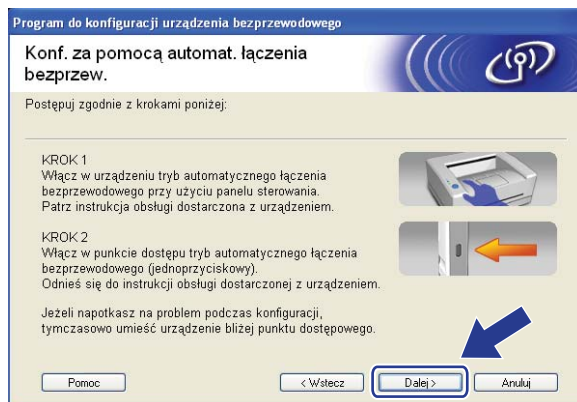 Program do konfiguracji urządzenia bezprzewodowego
Konf. za pomocą automat. łączenia
bezprzew.
Postępuj zgodnie z krokami poniżej:
KROK 1
Włącz w urządzeniu tryb automatycznego łączenia
bezprzewodowego przy użyciu panelu sterowania.
Patrz instrukcja obsługi dostarczona z urządzeniem.
KROK 2
Włącz w punkcie dostępu tryb automatycznego łączenia
bezprzewodowego (jednoprzyciskowy).
Odnieś się do instrukcji obsługi dostarczonej z urządzeniem.
Jeżeli napotkasz na problem podczas konfiguracji,
tymczasowo umieść urządzenie bliżej punktu dostępowego.
Pomoc < Wstecz Dalej > Anuluj